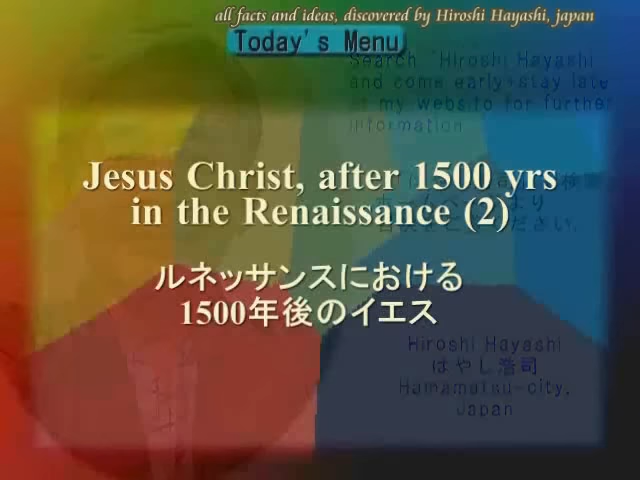 all facts and ideas, discovered by Hiroshi Hayashi, japan
Today's Menu
Search "Hiroshi Hayashi
and come early+stay late
at my website for further
information
Jesus Christ, after 1500 yrs
in the Renaissance (2)
ルネッサンスにおける
1500年後のイエス
Hiroshi Hayashi
はやし浩司
Hamamatsu-city,
Japan